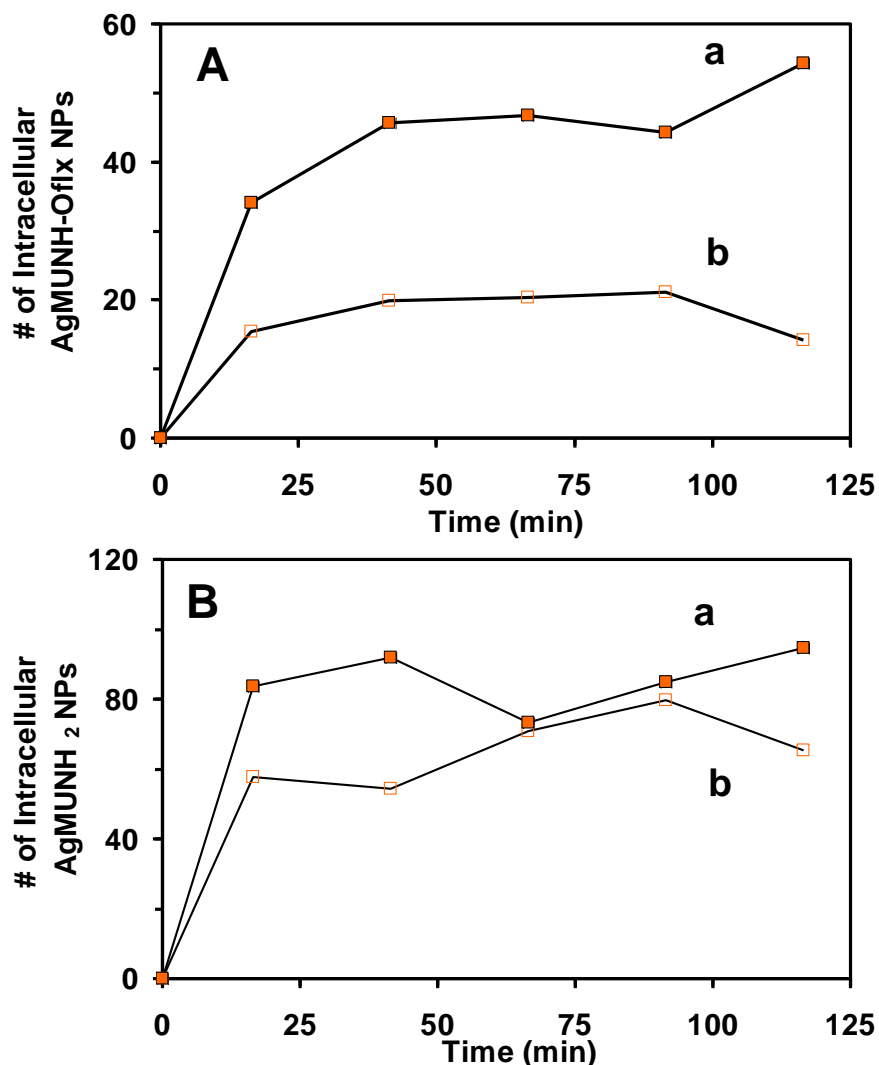 A
a
b
# of Intracellular
AgMUNH-Oflx NPs
60
40
20
0
0 25 50 75 100 125
Time (min)
B
a
b
# of Intracellular
AgMUNH 2 NPs
120
80
40
0
0 25 50 75 100 125
Time (min)